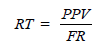 RT = PPV / FR